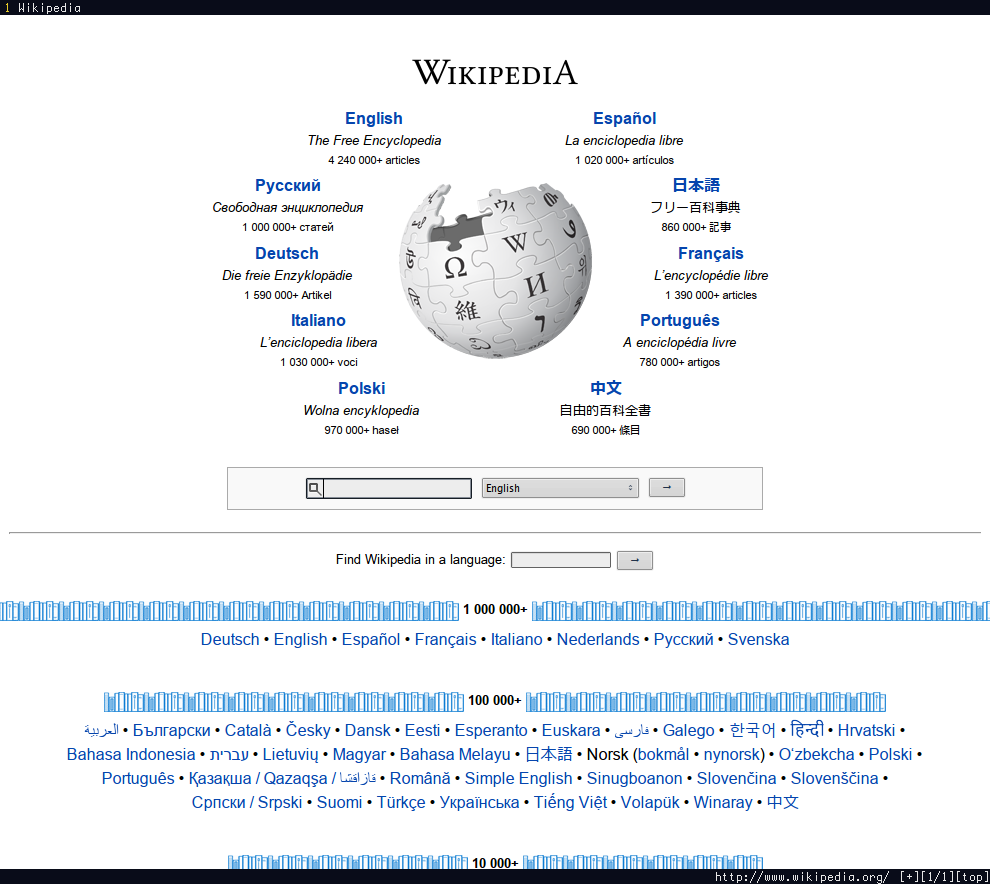 1 Wikipedia
WIKIPEDIA
English
The Free Encyclopedia
4 240 000+ articles
Español
La enciclopedia libre
1 020 000+ artículos
Русский
Свободная энциклопедия
1 000 000+ статей
日本語
フリー百科事典
860 000+ 記事
Deutsch
Die freie Enzyklopädie
1 590 000+ Artikel
Français
L'encyclopédie libre
1 390 000+ articles
Italiano
L'enciclopedia libera
1 030 000+ voci
Português
A enciclopédia livre
780 000+ artigos
Polski
Wolna encyklopedia
970 000+ haseł
中文
自由的百科全書
690 000+ 條目
Ω
W
И
維
ウィ
English
→
Find Wikipedia in a language:
→
1 000 000+
Deutsch • English • Español • Français • Italiano • Nederlands • Русский • Svenska
100 000+
العربية • Български • Català • Česky • Dansk • Eesti • Esperanto • Euskara • فارسی • Galego • 한국어 • हिन्दी • Hrvatski •
Bahasa Indonesia • עברית • Lietuvių • Magyar • Bahasa Melayu • 日本語 • Norsk (bokmål • nynorsk) • O‘zbekcha • Polski •
Português • Қазақша / Qazaqşa / قازاقشا • Română • Simple English • Sinugboanon • Slovenčina • Slovenščina •
Српски / Srpski • Suomi • Türkçe • Українська • Tiếng Việt • Volapük • Winaray • 中文
10 000+
http://www.wikipedia.org/ [+][1/1][top]